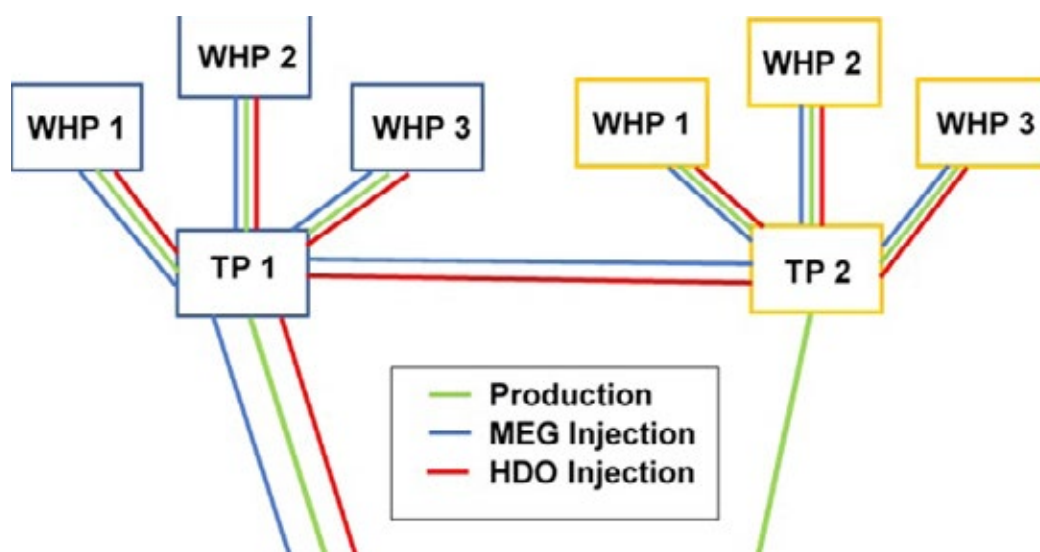 WHP 1
WHP 2
WHP 3
WHP 1
WHP 2
WHP 3
TP 1
TP 2
Production
MEG Injection
HDO Injection